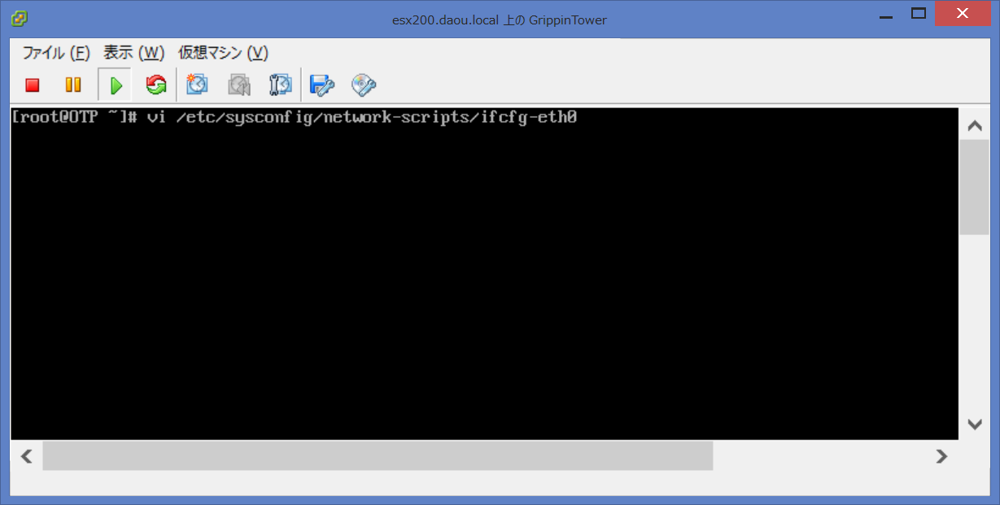 esx200.daou.local 上の GrippinTower
ファイル (F) 表示 (W) 仮想マシン (V)
[root@OTP ~]# vi /etc/sysconfig/network-scripts/ifcfg-eth0